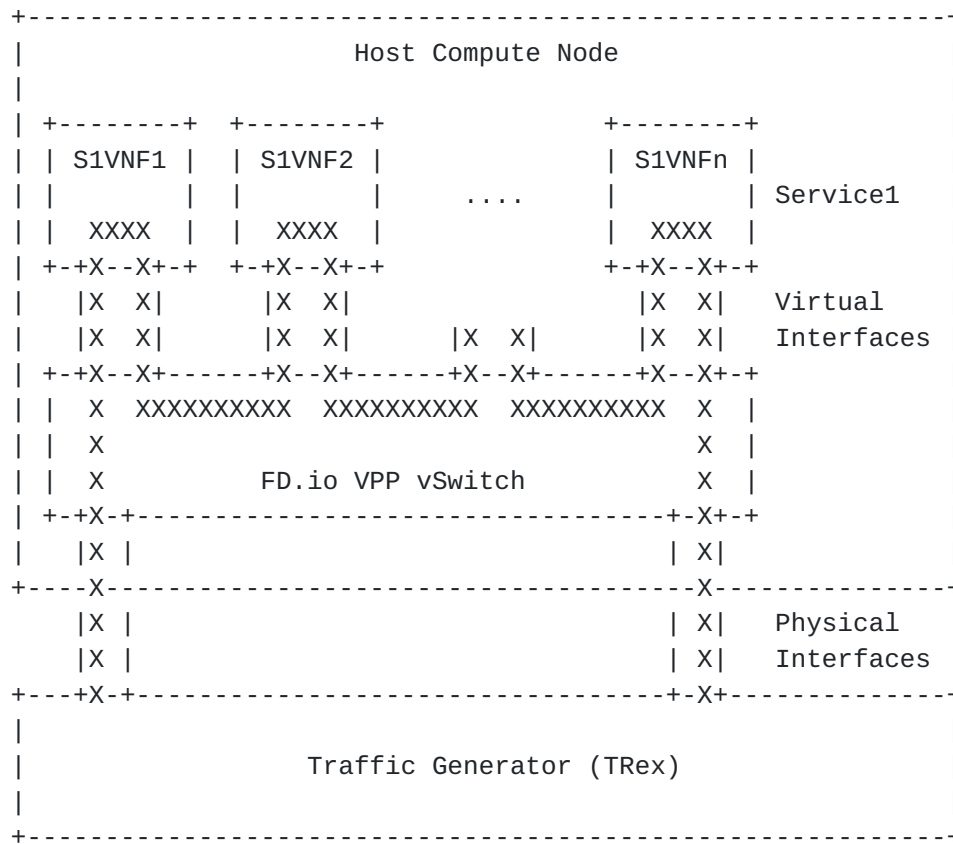 +-----------------------------------------------------------+
|                     Host Compute Node
|
| +--------+  +--------+              +--------+
| | S1VNF1 |  | S1VNF2 |              | S1VNFn |
| |        |  |        |     ....     |        | Service1
| |  XXXX  |  |  XXXX  |              |  XXXX  |
| +-+X--X+-+  +-+X--X+-+              +-+X--X+-+
|   |X  X|      |X  X|                  |X  X|   Virtual
|   |X  X|      |X  X|      |X  X|      |X  X|   Interfaces
| +-+X--X+------+X--X+------+X--X+------+X--X+-+
| |  X  XXXXXXXXXX  XXXXXXXXXX  XXXXXXXXXX  X  |
| |  X                                      X  |
| |  X          FD.io VPP vSwitch           X  |
| +-+X-+----------------------------------+-X+-+
|   |X |                                  | X|
+----X--------------------------------------X---------------+
    |X |                                  | X|   Physical
    |X |                                  | X|   Interfaces
+---+X-+----------------------------------+-X+--------------+
|
|                  Traffic Generator (TRex)
|
+-----------------------------------------------------------+